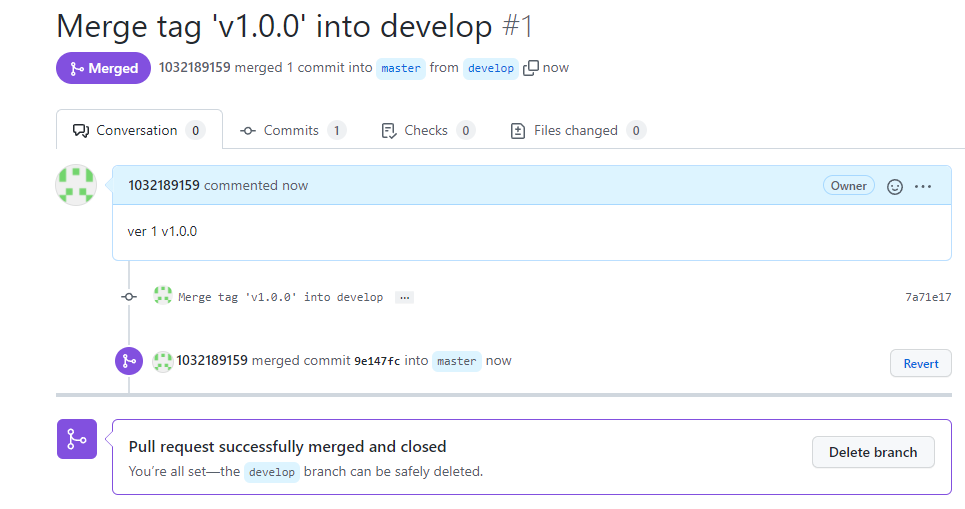 Merge tag 'v1.0.0' into develop #1
Merged 1032189159 merged 1 commit into master from develop now
Conversation 0 Commits 1 Checks 0 Files changed 0
1032189159 commented now Owner ...
ver 1 v1.0.0
Merge tag 'v1.0.0' into develop ... 7a71e17
1032189159 merged commit 9e147fc into master now Revert
Pull request successfully merged and closed
You're all set—the develop branch can be safely deleted.
Delete branch